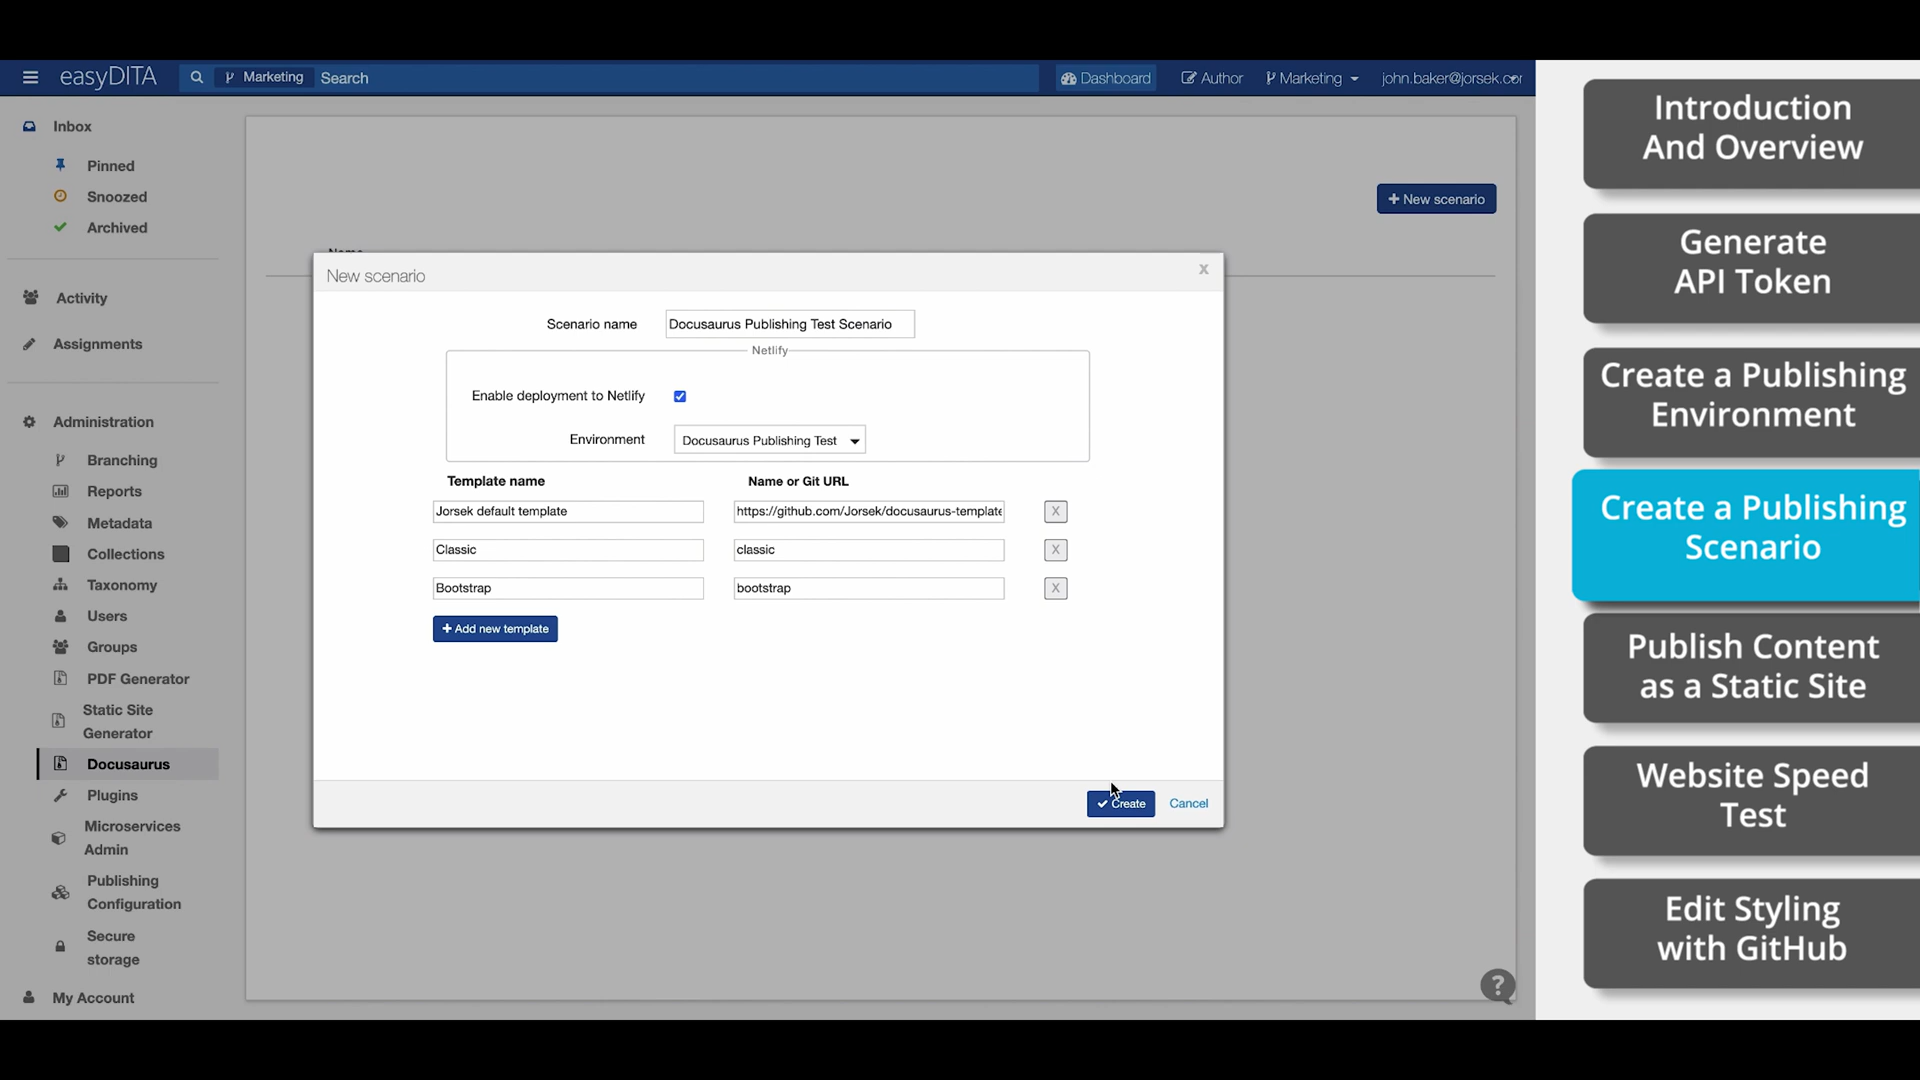 easyDITA
Marketing
Search
Dashboard
Author
Marketing
john.baker@jorsek.cor
Inbox
Pinned
Snoozed
Archived
Activity
Assignments
Administration
Branching
Reports
Metadata
Collections
Taxonomy
Users
Groups
PDF Generator
Static Site
Generator
Docusaurus
Plugins
Microservices
Admin
Publishing
Configuration
Secure
storage
My Account
+ New scenario
Name
New scenario
X
Scenario name
Docusaurus Publishing Test Scenario
Netlify
Enable deployment to Netlify
Environment
Docusaurus Publishing Test
Template name
Name or Git URL
Jorsek default template
https://github.com/Jorsek/docusaurus-template
X
Classic
classic
X
Bootstrap
bootstrap
X
+ Add new template
Create
Cancel
?
Introduction
And Overview
Generate
API Token
Create a Publishing
Environment
Create a Publishing
Scenario
Publish Content
as a Static Site
Website Speed
Test
Edit Styling
with GitHub